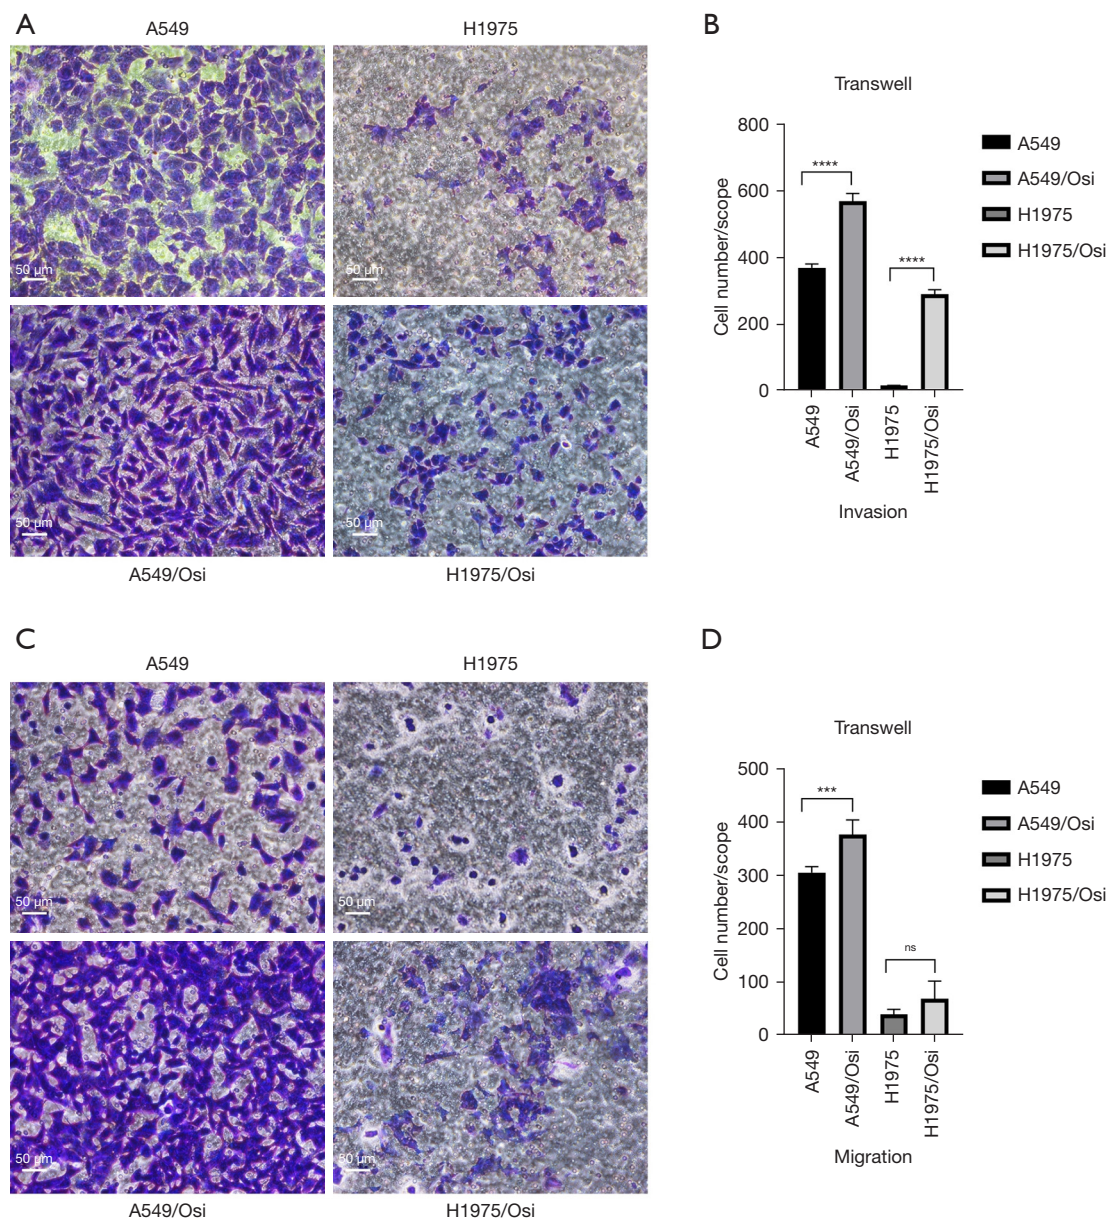 A
A549
H1975
50 µm
50 µm
50 µm
50 µm
A549/Osi
H1975/Osi
B
Transwell
800
600
400
200
0
Cell number/scope
****
****
A549
A549/Osi
H1975
H1975/Osi
Invasion
A549
A549/Osi
H1975
H1975/Osi
C
A549
H1975
50 µm
50 µm
50 µm
µm
A549/Osi
H1975/Osi
D
Transwell
500
400
300
200
100
0
Cell number/scope
***
ns
A549
A549/Osi
H1975
H1975/Osi
Migration
A549
A549/Osi
H1975
H1975/Osi